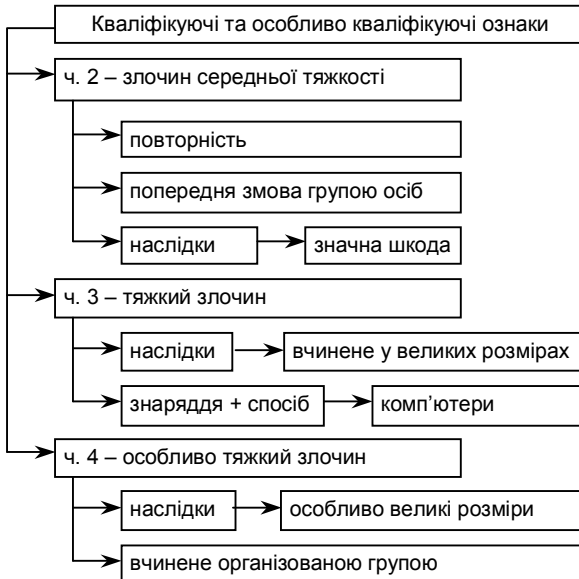 Кваліфікуючі та особливо кваліфікуючі ознаки
ч. 2 – злочин середньої тяжкості
повторність
попередня змова групою осіб
наслідки
значна шкода
ч. 3 – тяжкий злочин
наслідки
вчинене у великих розмірах
знаряддя + спосіб
комп’ютери
ч. 4 – особливо тяжкий злочин
наслідки
особливо великі розміри
вчинене організованою групою